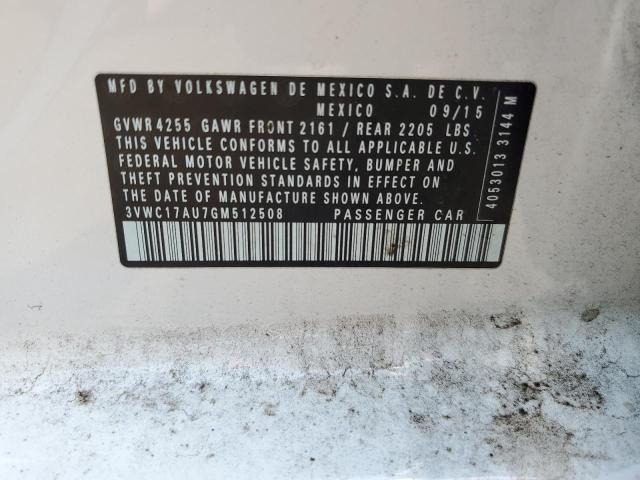 MFD BY VOLKSWAGEN DE MEXICO S.A. DE C.V.
MEXICO 09/15
GVWR 4255 GAWR FRONT 2161 / REAR 2205 LBS
THIS VEHICLE CONFORMS TO ALL APPLICABLE U.S.
FEDERAL MOTOR VEHICLE SAFETY, BUMPER AND
THEFT PREVENTION STANDARDS IN EFFECT ON
THE DATE OF MANUFACTURE SHOWN ABOVE.
3VWC17AU7GM512508 PASSENGER CAR
4053013 3144 M